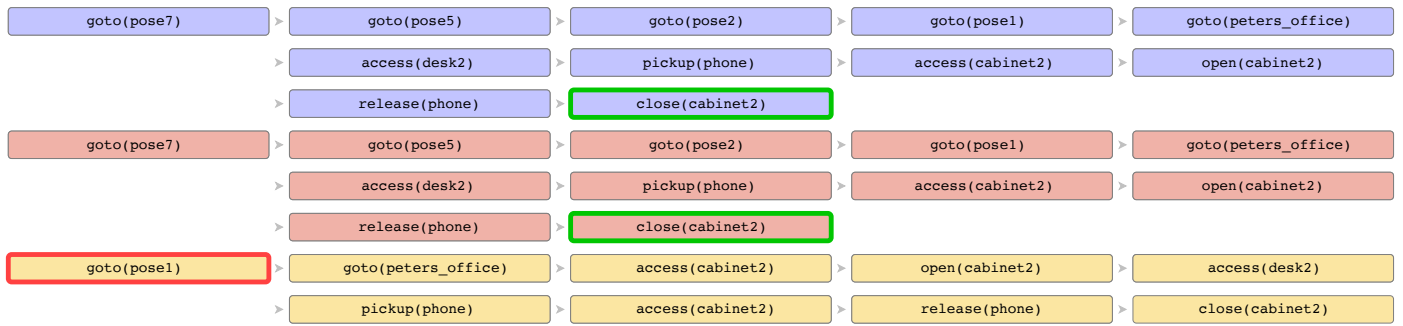 goto(pose7) goto(pose5) goto(pose2) goto(pose1) goto(peters_office)
access(desk2) pickup(phone) access(cabinet2) open(cabinet2)
release(phone) close(cabinet2)
goto(pose7) goto(pose5) goto(pose2) goto(pose1) goto(peters_office)
access(desk2) pickup(phone) access(cabinet2) open(cabinet2)
release(phone) close(cabinet2)
goto(pose1) goto(peters_office) access(cabinet2) open(cabinet2) access(desk2)
pickup(phone) access(cabinet2) release(phone) close(cabinet2)